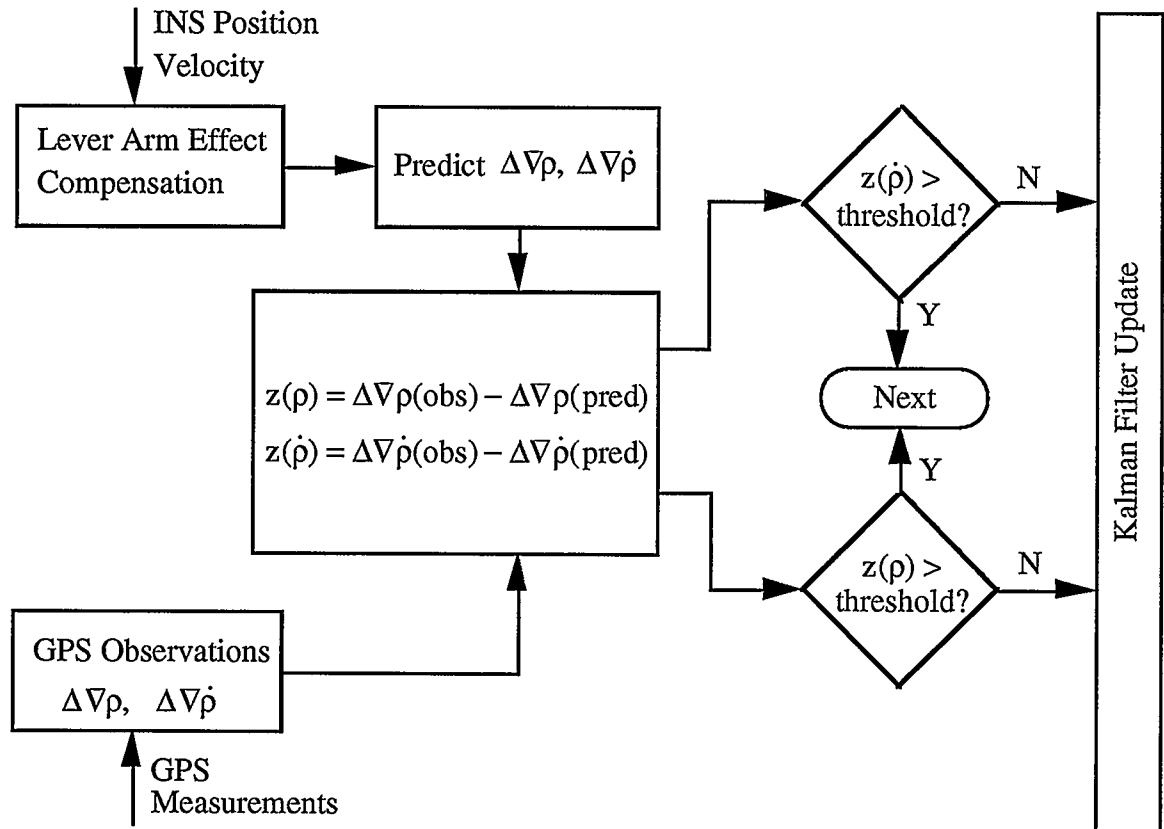 INS Position
Velocity
Lever Arm Effect
Compensation
Predict Δ∇ρ, Δ∇ρ̇
z(ρ̇) >
threshold?
N
Y
z(ρ) = Δ∇ρ(obs) − Δ∇ρ(pred)
z(ρ̇) = Δ∇ρ̇(obs) − Δ∇ρ̇(pred)
Next
Y
z(ρ) >
threshold?
N
Kalman Filter Update
GPS Observations
Δ∇ρ, Δ∇ρ̇
GPS
Measurements